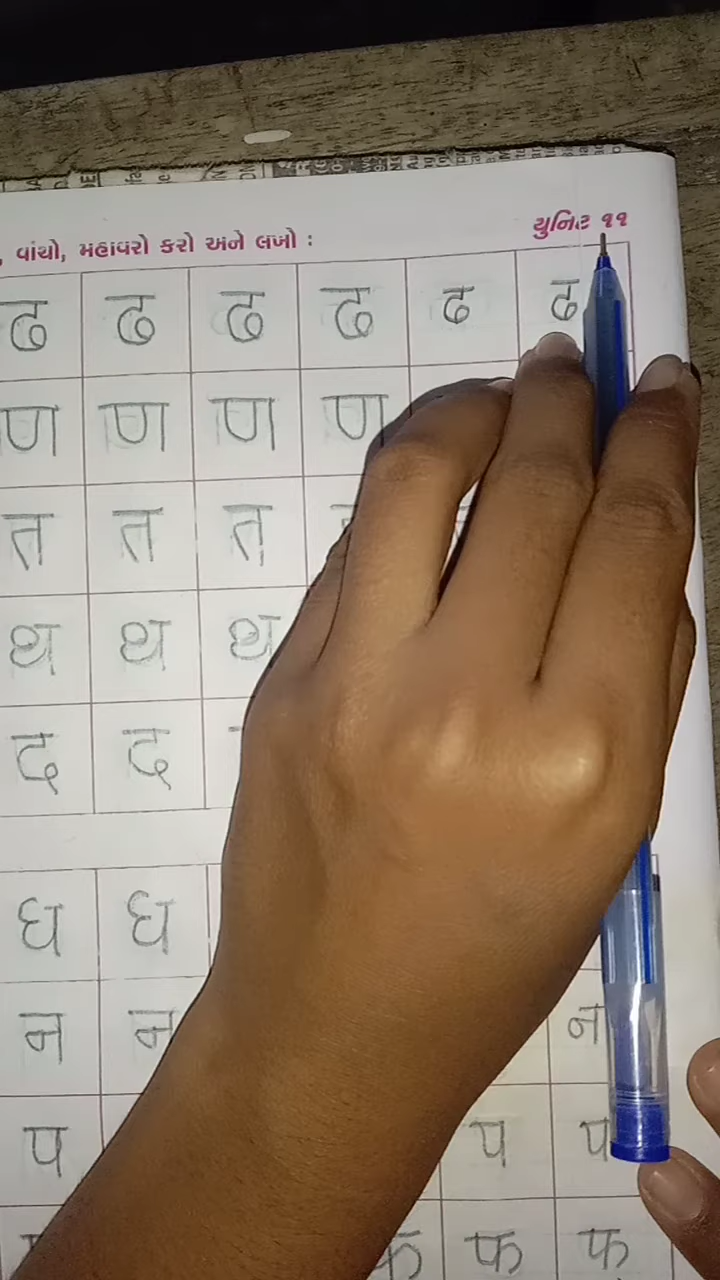 યુનિટ ૧૧
, વાંચો, મહાવરો કરો અને લખો :
ढ ढ ढ ढ ढ ढ
ण ण ण ण
त त त
थ थ थ
द द
ध ध
न न न
प प प
फ फ फ